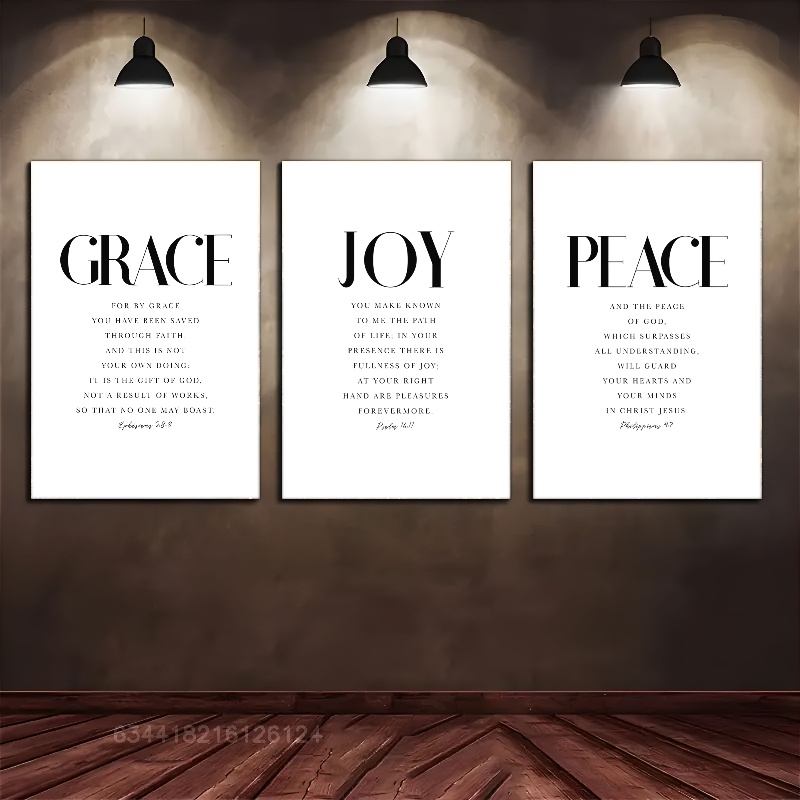 GRACE
FOR BY GRACE
YOU HAVE BEEN SAVED
THROUGH FAITH.
AND THIS IS NOT
YOUR OWN DOING;
IT IS THE GIFT OF GOD,
NOT A RESULT OF WORKS,
SO THAT NO ONE MAY BOAST.
Ephesians 2:8-9
JOY
YOU MAKE KNOWN
TO ME THE PATH
OF LIFE; IN YOUR
PRESENCE THERE IS
FULLNESS OF JOY;
AT YOUR RIGHT
HAND ARE PLEASURES
FOREVERMORE.
Psalm 16:11
PEACE
AND THE PEACE
OF GOD,
WHICH SURPASSES
ALL UNDERSTANDING,
WILL GUARD
YOUR HEARTS AND
YOUR MINDS
IN CHRIST JESUS
Philippians 4:7
634418216126124